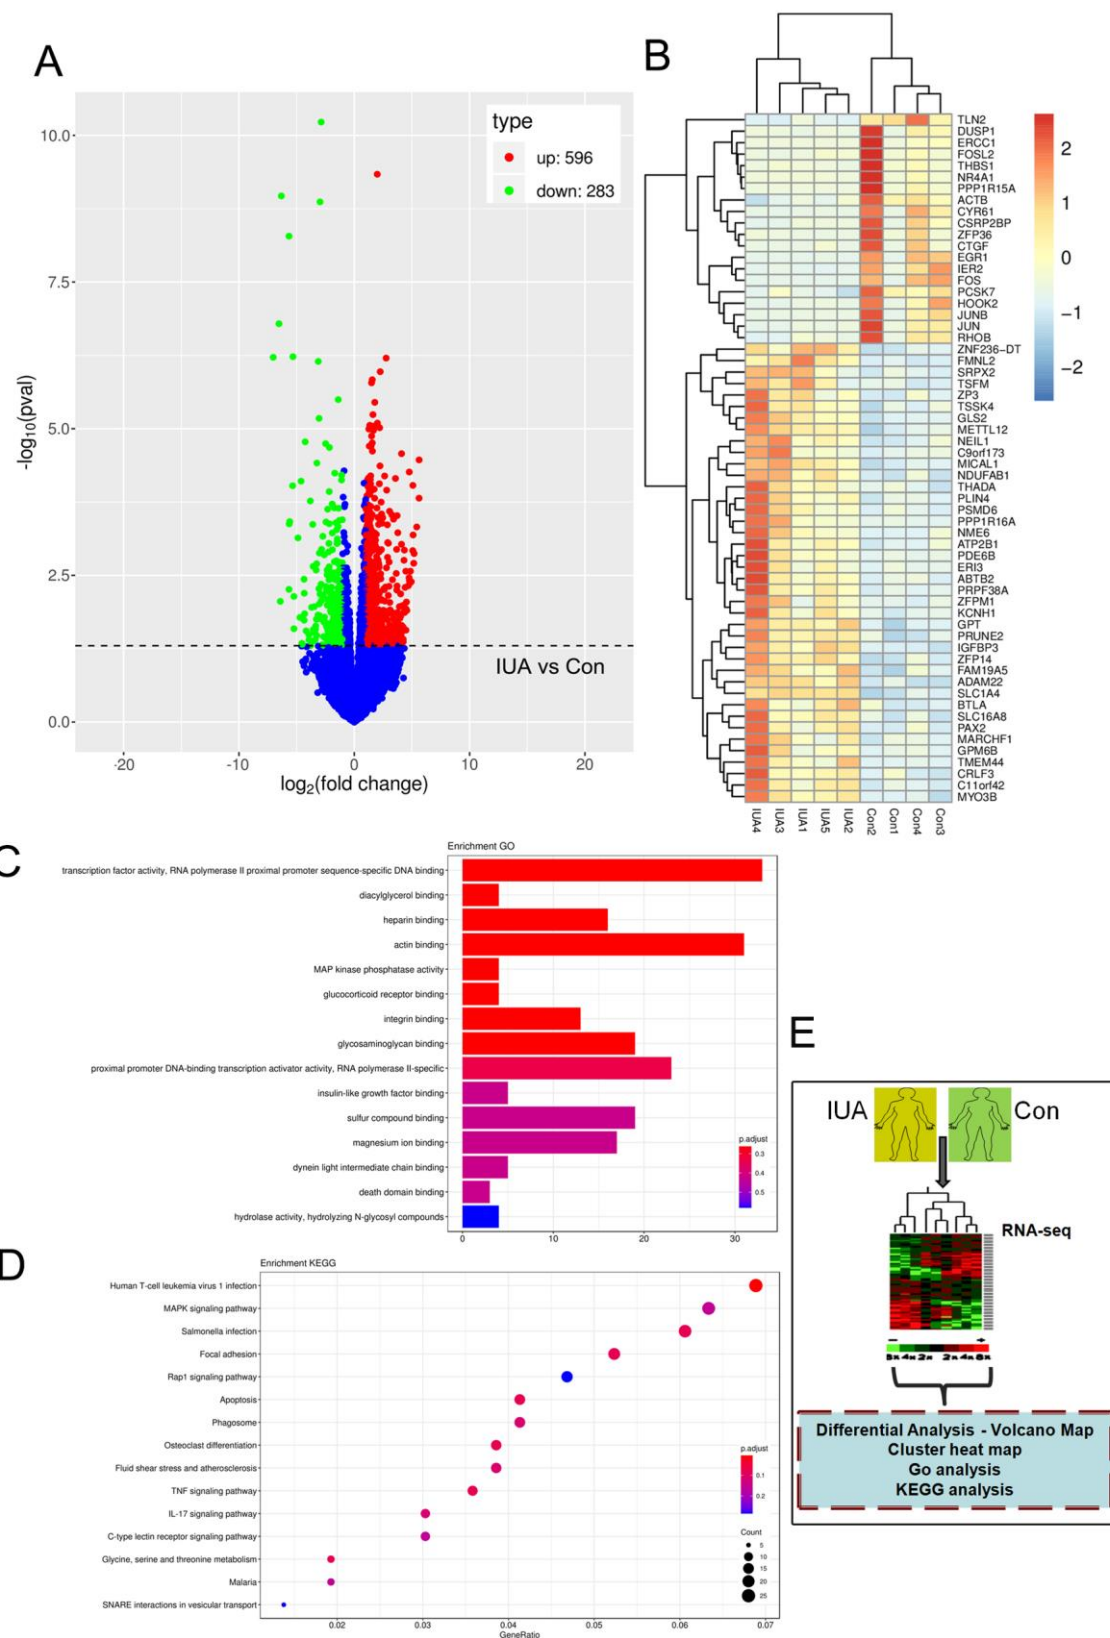 A
type
up: 596
down: 283
10.0
7.5
5.0
2.5
0.0
-log10(pval)
IUA vs Con
-20
-10
0
10
20
log2(fold change)
B
TLN2
DUSP1
ERCC1
FOSL2
THBS1
NR4A1
PPP1R15A
ACTB
CYR61
CSRP2BP
ZFP36
CTGF
EGR1
IER2
FOS
PCSK7
HOOK2
JUNB
JUN
RHOB
ZNF236-DT
FMNL2
SRPX2
TSFM
ZP3
TSSK4
GLS2
METTL12
NEIL1
C9orf173
MICAL1
NDUFAB1
THADA
PLIN4
PSMD6
PPP1R16A
NME6
ATP2B1
PDE6B
ERI3
ABTB2
PRPF38A
ZFPM1
KCNH1
GPT
PRUNE2
IGFBP3
ZFP14
FAM19A5
ADAM22
SLC1A4
BTLA
SLC16A8
PAX2
MARCHF1
GPM6B
TMEM44
CRLF3
C11orf42
MYO3B
2
1
0
-1
-2
IUA4
IUA3
IUA1
IUA5
IUA2
Con2
Con1
Con4
Con3
C
Enrichment GO
transcription factor activity, RNA polymerase II proximal promoter sequence-specific DNA binding
diacylglycerol binding
heparin binding
actin binding
MAP kinase phosphatase activity
glucocorticoid receptor binding
integrin binding
glycosaminoglycan binding
proximal promoter DNA-binding transcription activator activity, RNA polymerase II-specific
insulin-like growth factor binding
sulfur compound binding
magnesium ion binding
dynein light intermediate chain binding
death domain binding
hydrolase activity, hydrolyzing N-glycosyl compounds
p.adjust
0.3
0.4
0.5
0
10
20
30
D
Enrichment KEGG
Human T-cell leukemia virus 1 infection
MAPK signaling pathway
Salmonella infection
Focal adhesion
Rap1 signaling pathway
Apoptosis
Phagosome
Osteoclast differentiation
Fluid shear stress and atherosclerosis
TNF signaling pathway
IL-17 signaling pathway
C-type lectin receptor signaling pathway
Glycine, serine and threonine metabolism
Malaria
SNARE interactions in vesicular transport
p.adjust
0.1
0.2
Count
5
10
15
20
25
0.02
0.03
0.04
0.05
0.06
0.07
GeneRatio
E
IUA
Con
RNA-seq
- +
8x 4x 2x 2x 4x 8x
Differential Analysis - Volcano Map
Cluster heat map
Go analysis
KEGG analysis